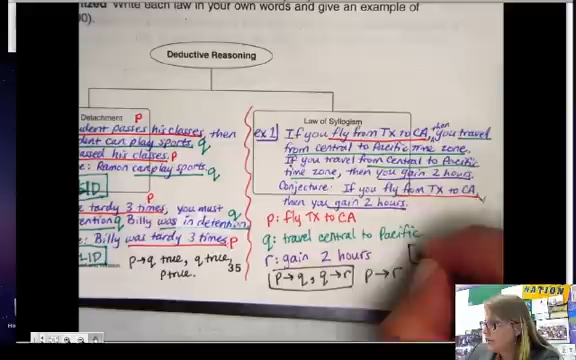 nized Write each law in your own words and give an example of
Deductive Reasoning
Detachment
p
udent passes his classes, then
dent can play sports. q
assed his classes. p
e: Ramon can play sports. q
tardy 3 times, you must q
Billy was in detention
e: Billy was tardy 3 times. p
p→q true, q true,
p true.
35
Law of Syllogism
ex 1 If you fly from TX to CA, then you travel
from central to Pacific time zone.
If you travel from central to Pacific
time zone, then you gain 2 hours.
Conjecture: If you fly from TX to CA
then you gain 2 hours.
p: fly TX to CA
q: travel central to Pacific
r: gain 2 hours
p→q, q→r p→r
NATION